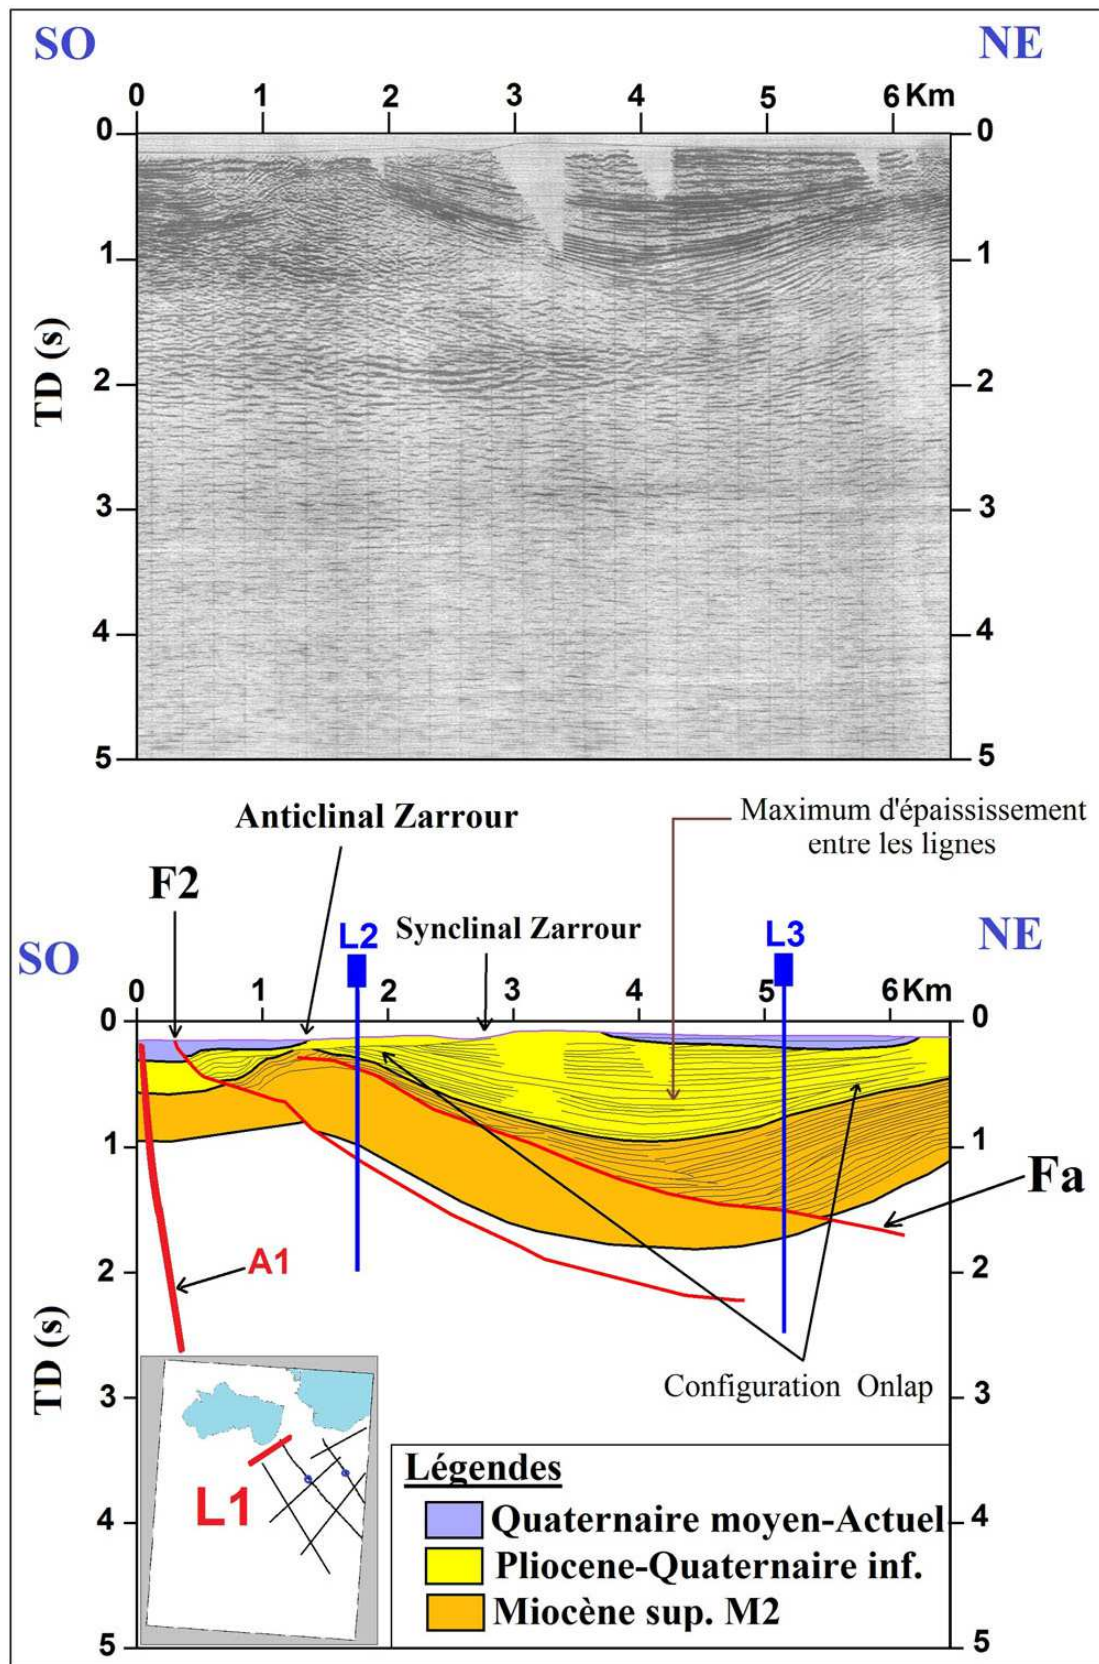 SO NE
0 1 2 3 4 5 6 Km
0 0
1 1
TD (s)
2 2
3 3
4 4
5 5
Anticlinal Zarrour
Maximum d'épaississement
entre les lignes
F2
Synclinal Zarrour
L2 L3
SO NE
0 1 2 3 4 5 6 Km
0 0
1 1
Fa
A1
2 2
TD (s)
Configuration Onlap
3 3
L1
Légendes
4 4
Quaternaire moyen-Actuel
Pliocene-Quaternaire inf.
Miocène sup. M2
5 5